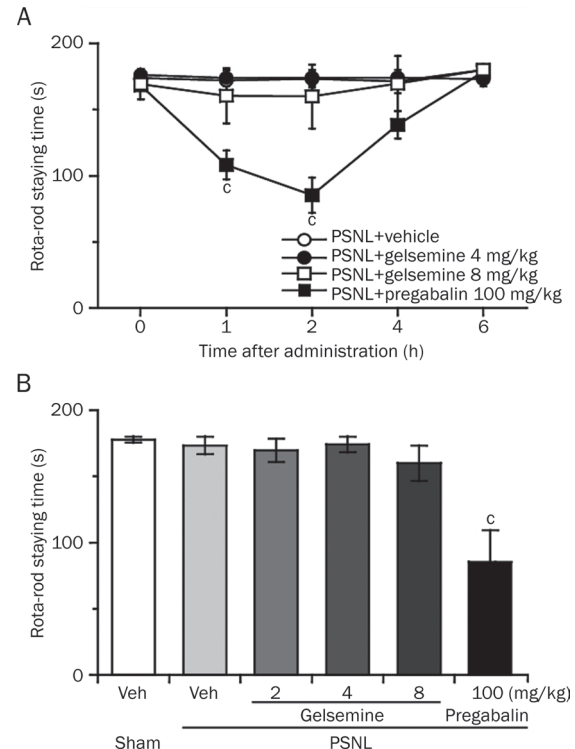 A
200
100
0
Rota-rod staying time (s)
c
c
PSNL+vehicle
PSNL+gelsemine 4 mg/kg
PSNL+gelsemine 8 mg/kg
PSNL+pregabalin 100 mg/kg
0 1 2 4 6
Time after administration (h)
B
200
100
0
Rota-rod staying time (s)
c
Veh Veh 2 4 8 100 (mg/kg)
Gelsemine Pregabalin
Sham PSNL